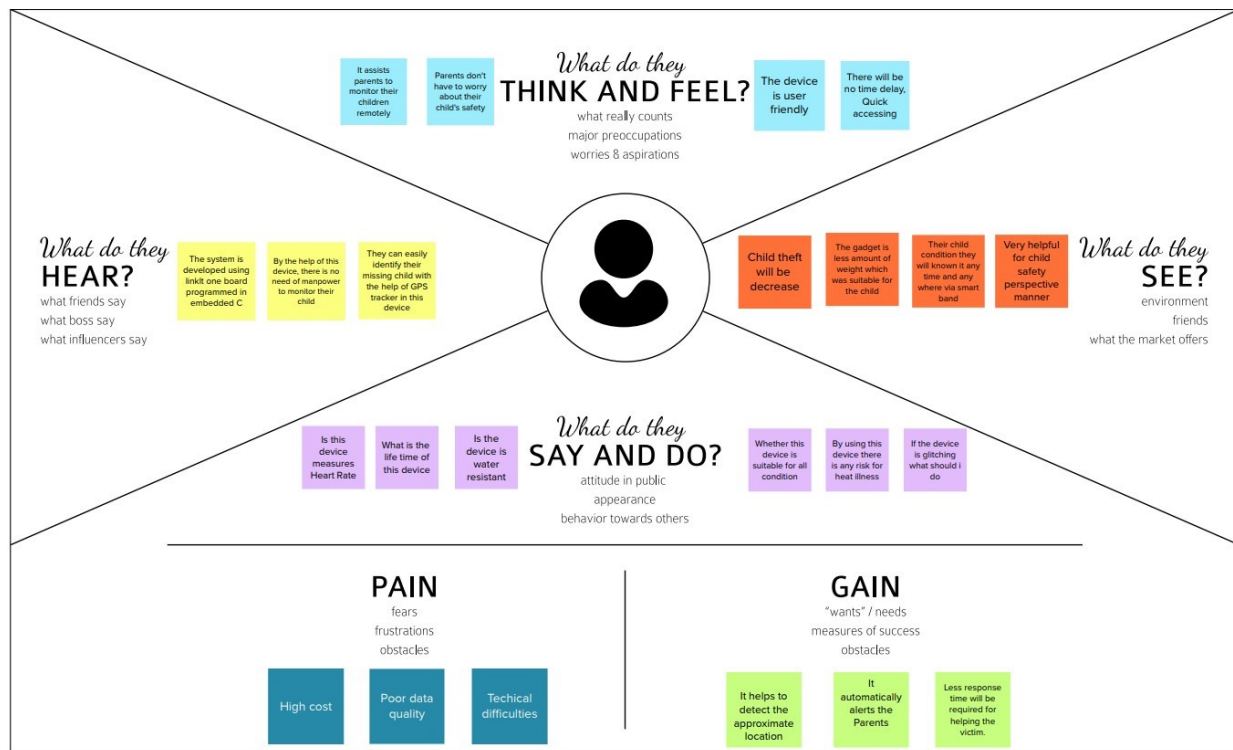 What do they
THINK AND FEEL?
what really counts
major preoccupations
worries & aspirations
It assists
parents to
monitor their
children
remotely
Parents don't
have to worry
about their
child's safety
The device
is user
friendly
There will be
no time delay,
Quick
accessing
What do they
HEAR?
what friends say
what boss say
what influencers say
The system is
developed using
linkIt one board
programmed in
embedded C
By the help of this
device, there is no
need of manpower
to monitor their
child
They can easily
identify their
missing child with
the help of GPS
tracker in this
device
Child theft
will be
decrease
The gadget is
less amount of
weight which
was suitable for
the child
Their child
condition they
will known it any
time and any
where via smart
band
Very helpful
for child
safety
perspective
manner
What do they
SEE?
environment
friends
what the market offers
Is this
device
measures
Heart Rate
What is the
life time of
this device
Is the
device is
water
resistant
What do they
SAY AND DO?
attitude in public
appearance
behavior towards others
Whether this
device is
suitable for all
condition
By using this
device there
is any risk for
heat illness
If the device
is glitching
what should i
do
PAIN
fears
frustrations
obstacles
High cost
Poor data
quality
Techical
difficulties
GAIN
"wants" / needs
measures of success
obstacles
It helps to
detect the
approximate
location
It
automatically
alerts the
Parents
Less response
time will be
required for
helping the
victim.